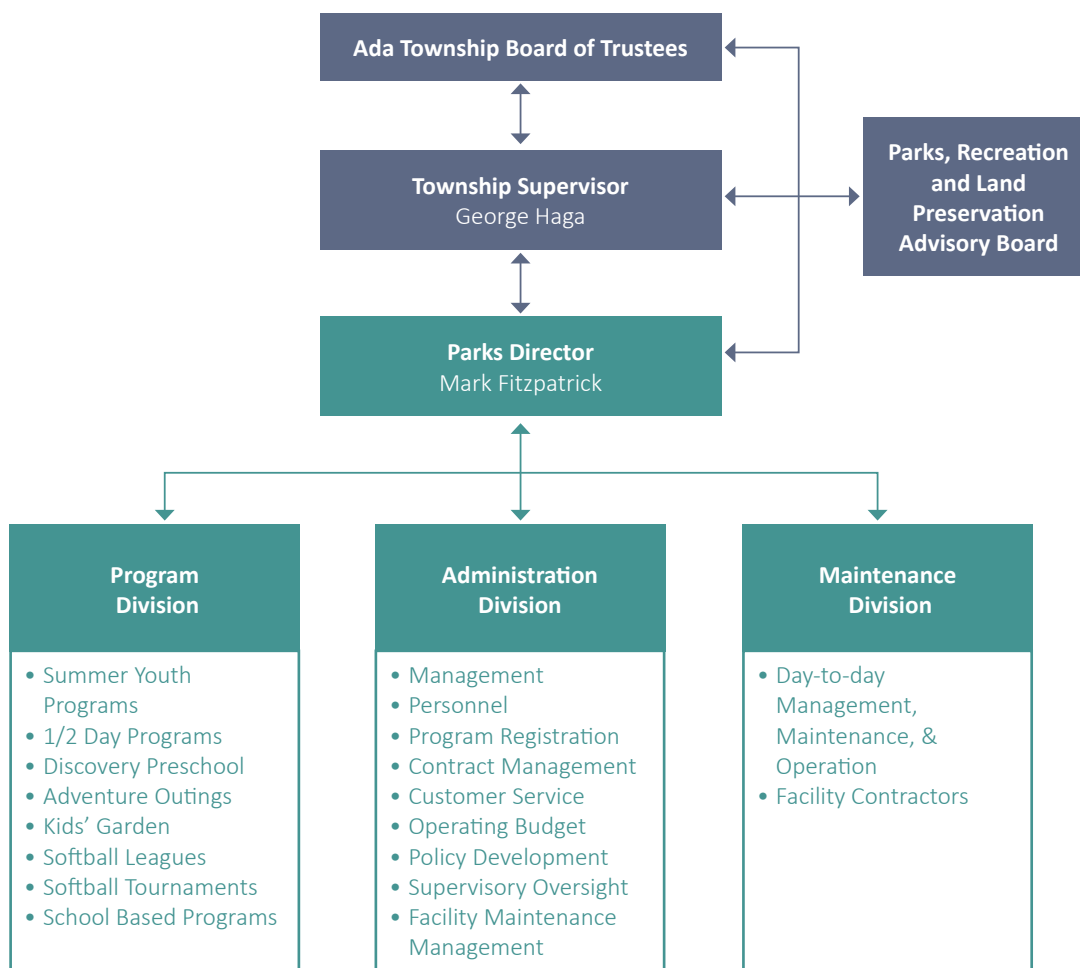 Ada Township Board of Trustees
Township Supervisor
George Haga
Parks, Recreation
and Land
Preservation
Advisory Board
Parks Director
Mark Fitzpatrick
Program
Division
• Summer Youth
Programs
• 1/2 Day Programs
• Discovery Preschool
• Adventure Outings
• Kids’ Garden
• Softball Leagues
• Softball Tournaments
• School Based Programs
Administration
Division
• Management
• Personnel
• Program Registration
• Contract Management
• Customer Service
• Operating Budget
• Policy Development
• Supervisory Oversight
• Facility Maintenance
Management
Maintenance
Division
• Day-to-day
Management,
Maintenance, &
Operation
• Facility Contractors